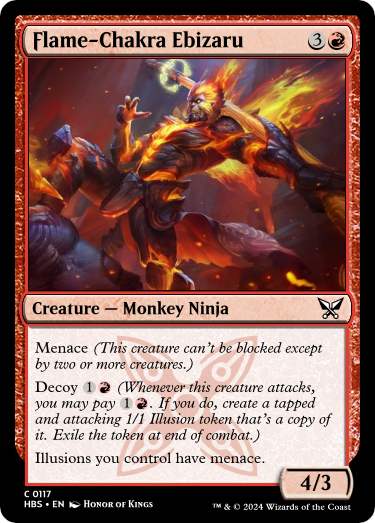 Flame-Chakra Ebizaru 3
Creature — Monkey Ninja
Menace (This creature can't be blocked except
by two or more creatures.)
Decoy 1 (Whenever this creature attacks,
you may pay 1. If you do, create a tapped
and attacking 1/1 Illusion token that's a copy of
it. Exile the token at end of combat.)
Illusions you control have menace.
4/3
C 0117
HBS • EN Honor of Kings
™ & © 2024 Wizards of the Coast